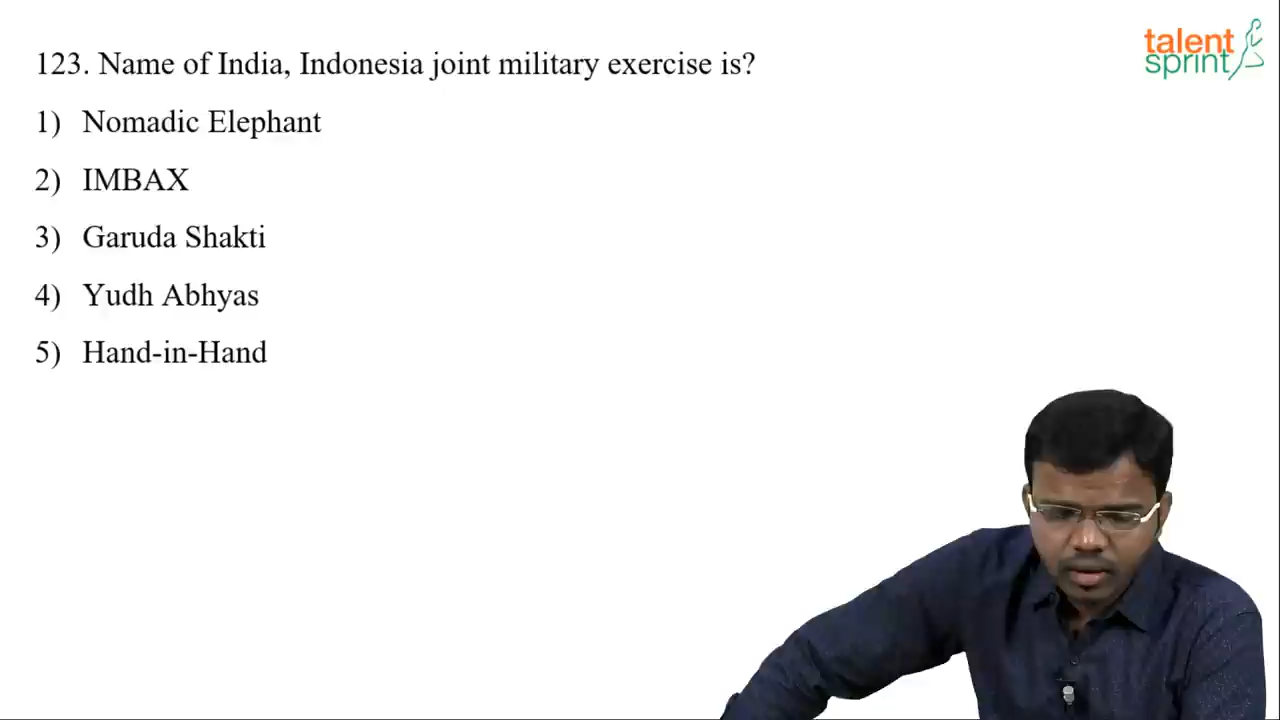 talent
sprint
123. Name of India, Indonesia joint military exercise is?
1) Nomadic Elephant
2) IMBAX
3) Garuda Shakti
4) Yudh Abhyas
5) Hand-in-Hand